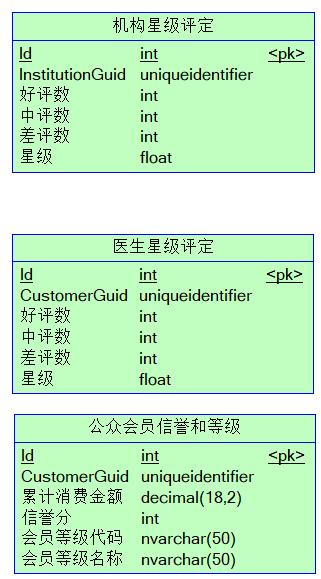 机构星级评定
Id int <pk>
InstitutionGuid uniqueidentifier
好评数 int
中评数 int
差评数 int
星级 float
医生星级评定
Id int <pk>
CustomerGuid uniqueidentifier
好评数 int
中评数 int
差评数 int
星级 float
公众会员信誉和等级
Id int <pk>
CustomerGuid uniqueidentifier
累计消费金额 decimal(18,2)
信誉分 int
会员等级代码 nvarchar(50)
会员等级名称 nvarchar(50)